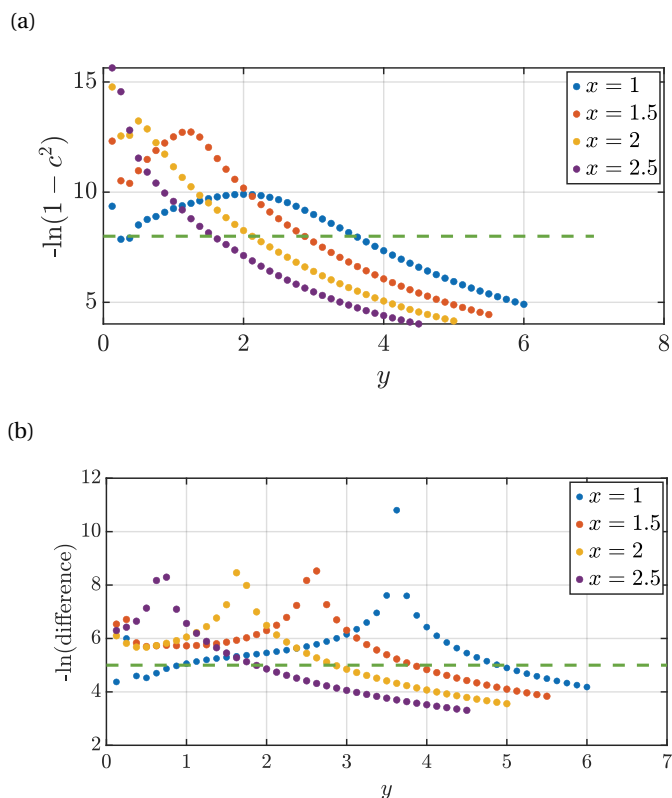 (a)
15
10
5
0
2
4
6
8
-ln(1 − c²)
y
x = 1
x = 1.5
x = 2
x = 2.5
(b)
12
10
8
6
4
2
0
1
2
3
4
5
6
7
-ln(difference)
y
x = 1
x = 1.5
x = 2
x = 2.5